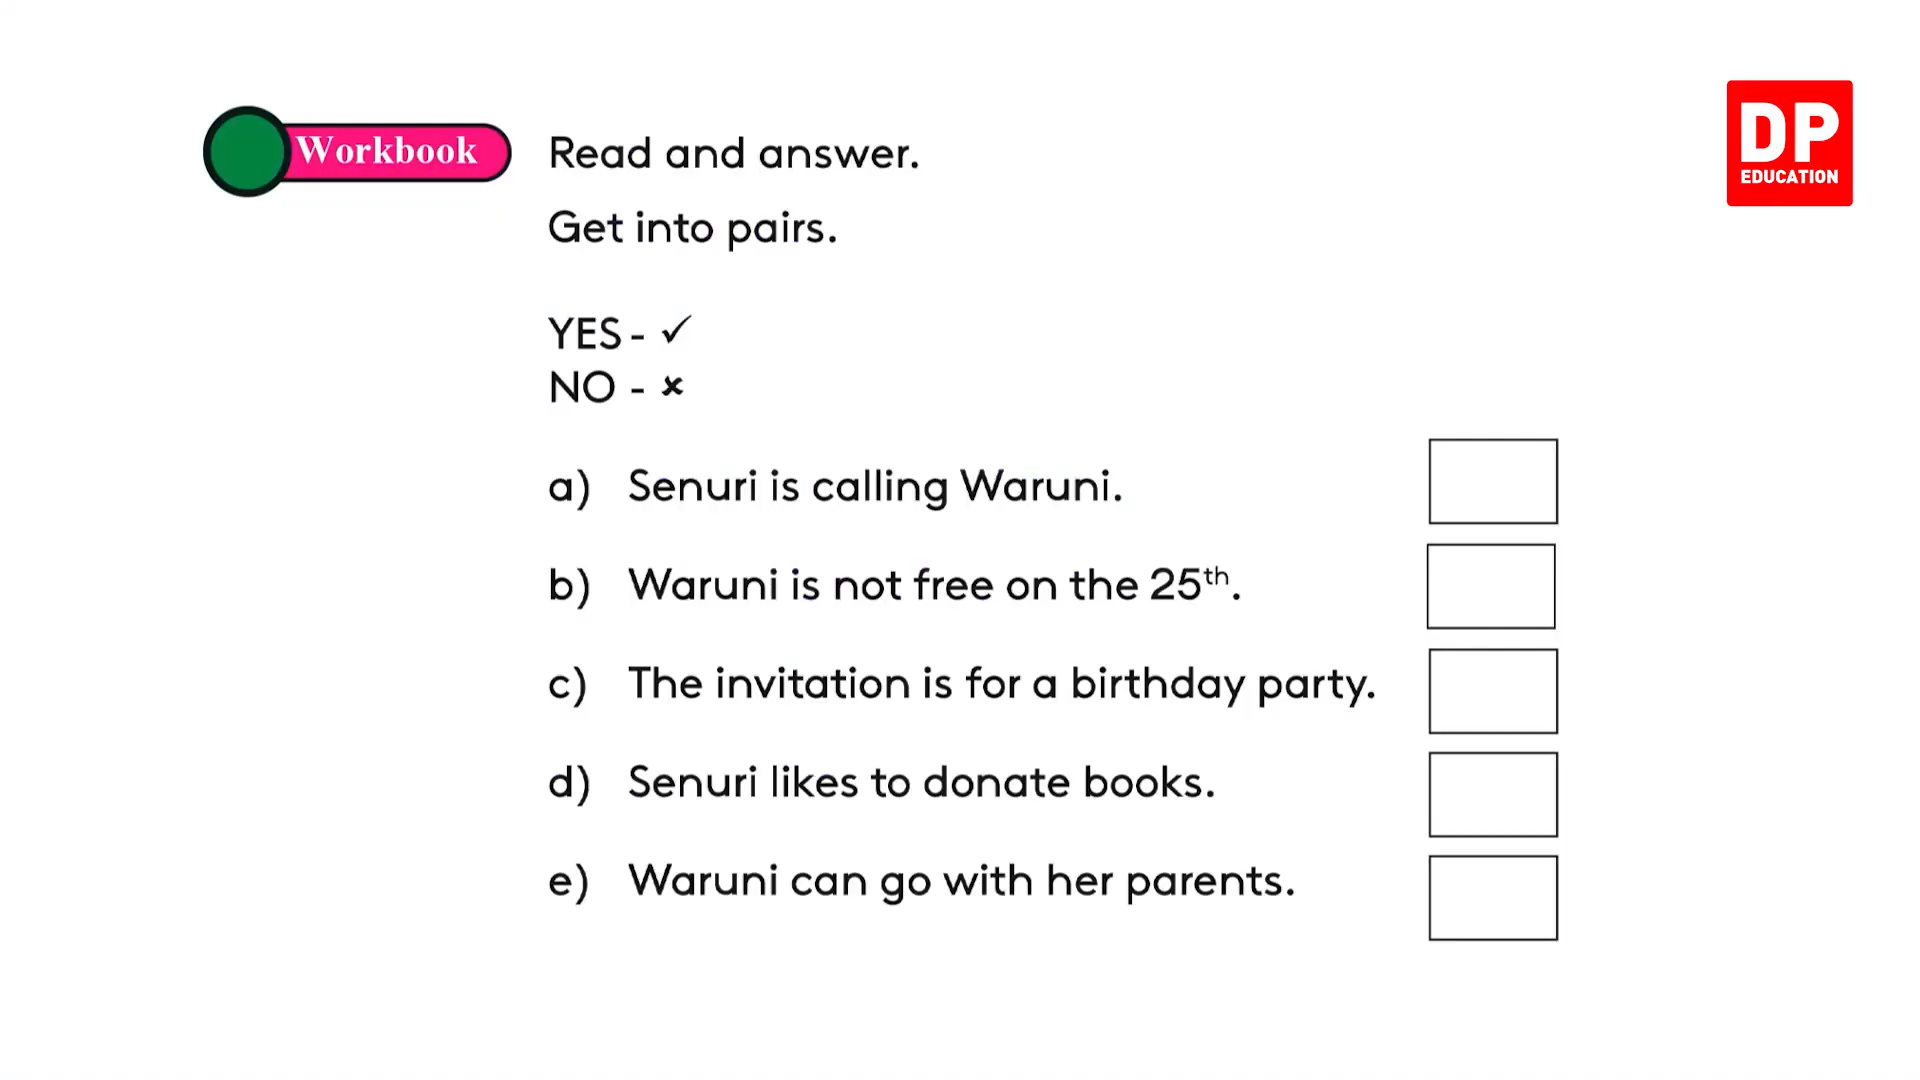 Workbook
Read and answer.
Get into pairs.
DP
EDUCATION
YES - ✓
NO - ×
a) Senuri is calling Waruni.
b) Waruni is not free on the 25th.
c) The invitation is for a birthday party.
d) Senuri likes to donate books.
e) Waruni can go with her parents.